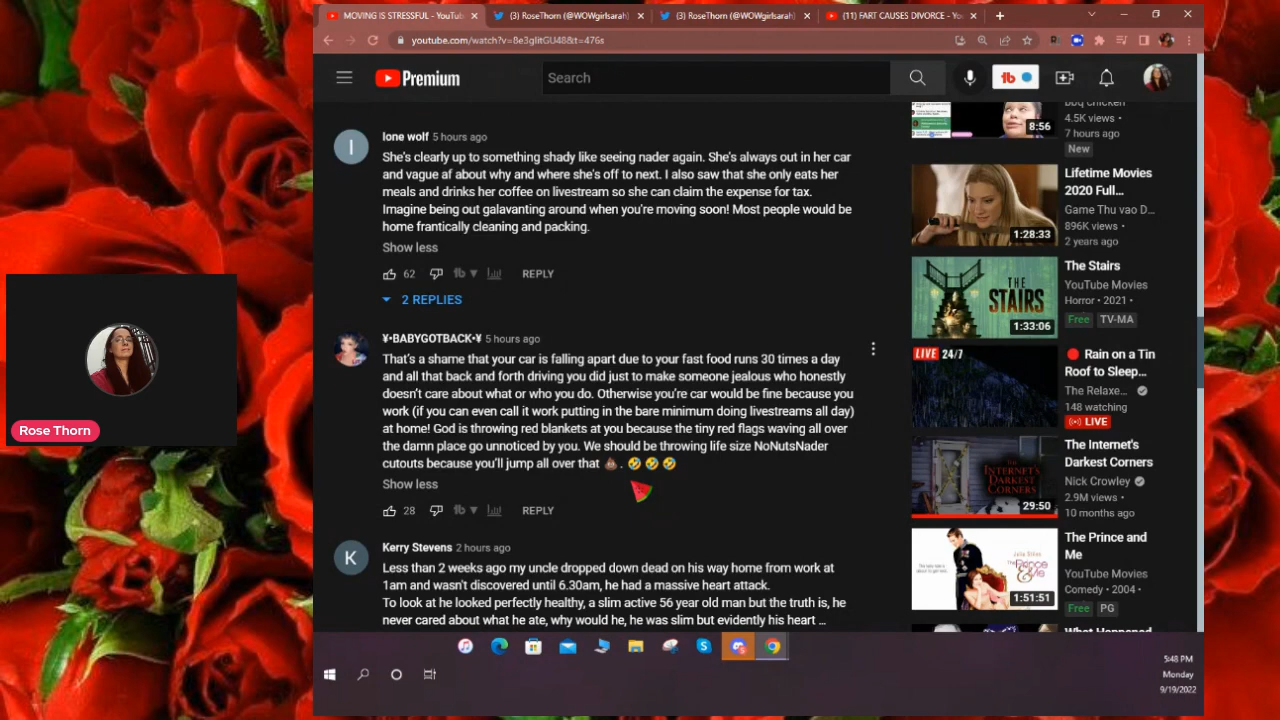 MOVING IS STRESSFUL - YouTub
(3) RoseThorn (@WOWgirlsarah)
(3) RoseThorn (@WOWgirlsarah)
(11) FART CAUSES DIVORCE - Yo
youtube.com/watch?v=8e3glitGU48&t=476s
Premium
Search
lone wolf 5 hours ago
She's clearly up to something shady like seeing nader again. She's always out in her car
and vague af about why and where she's off to next. I also saw that she only eats her
meals and drinks her coffee on livestream so she can claim the expense for tax.
Imagine being out galavanting around when you're moving soon! Most people would be
home frantically cleaning and packing.
Show less
62
REPLY
2 REPLIES
¥•BABYGOTBACK•¥ 5 hours ago
That's a shame that your car is falling apart due to your fast food runs 30 times a day
and all that back and forth driving you did just to make someone jealous who honestly
doesn't care about what or who you do. Otherwise you're car would be fine because you
work (if you can even call it work putting in the bare minimum doing livestreams all day)
at home! God is throwing red blankets at you because the tiny red flags waving all over
the damn place go unnoticed by you. We should be throwing life size NoNutsNader
cutouts because you'll jump all over that 💩. 🤣 🤣 🤣
Show less
28
REPLY
K
Kerry Stevens 2 hours ago
Less than 2 weeks ago my uncle dropped down dead on his way home from work at
1am and wasn't discovered until 6.30am, he had a massive heart attack.
To look at he looked perfectly healthy, a slim active 56 year old man but the truth is, he
never cared about what he ate, why would he, he was slim but evidently his heart ...
8:56
BBQ Chicken
4.5K views •
7 hours ago
New
1:28:33
Lifetime Movies
2020 Full...
Game Thu vao D...
896K views •
2 years ago
THE
STAIRS
1:33:06
The Stairs
YouTube Movies
Horror • 2021 •
Free TV-MA
LIVE 24/7
Rain on a Tin
Roof to Sleep...
The Relaxe...
148 watching
LIVE
THE
INTERNET'S
DARKEST CORNERS
29:50
The Internet's
Darkest Corners
Nick Crowley
2.9M views •
10 months ago
1:51:51
The Prince and
Me
YouTube Movies
Comedy • 2004 •
Free PG
What Happened
Rose Thorn
5:48 PM
Monday
9/19/2022